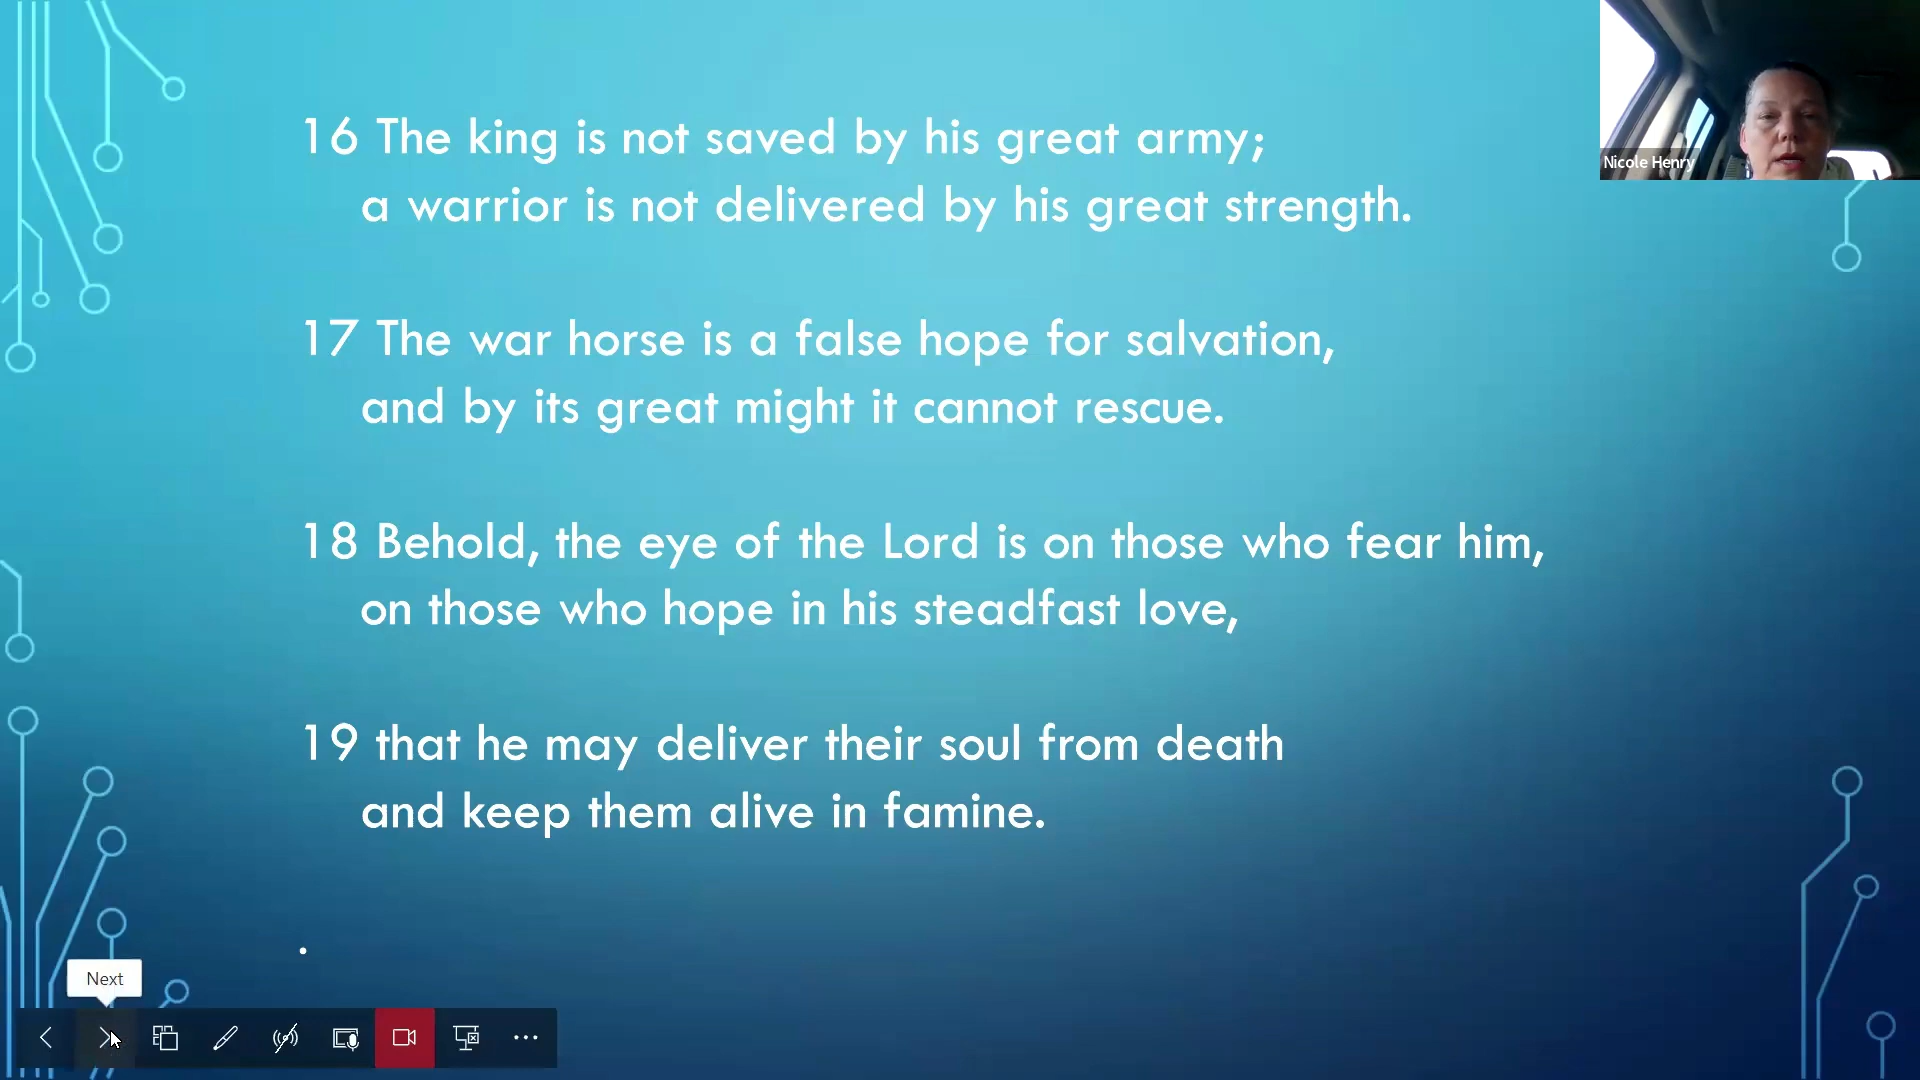 16 The king is not saved by his great army;
a warrior is not delivered by his great strength.
17 The war horse is a false hope for salvation,
and by its great might it cannot rescue.
18 Behold, the eye of the Lord is on those who fear him,
on those who hope in his steadfast love,
19 that he may deliver their soul from death
and keep them alive in famine.
.
Nicole Henry
Next